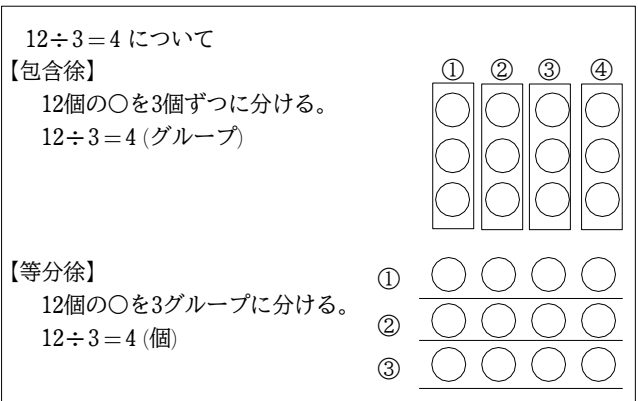 12÷3＝4 について
【包含徐】
① ② ③ ④
12個の○を3個ずつに分ける。
12÷3＝4 (グループ)
【等分徐】
①
12個の○を3グループに分ける。
②
12÷3＝4 (個)
③